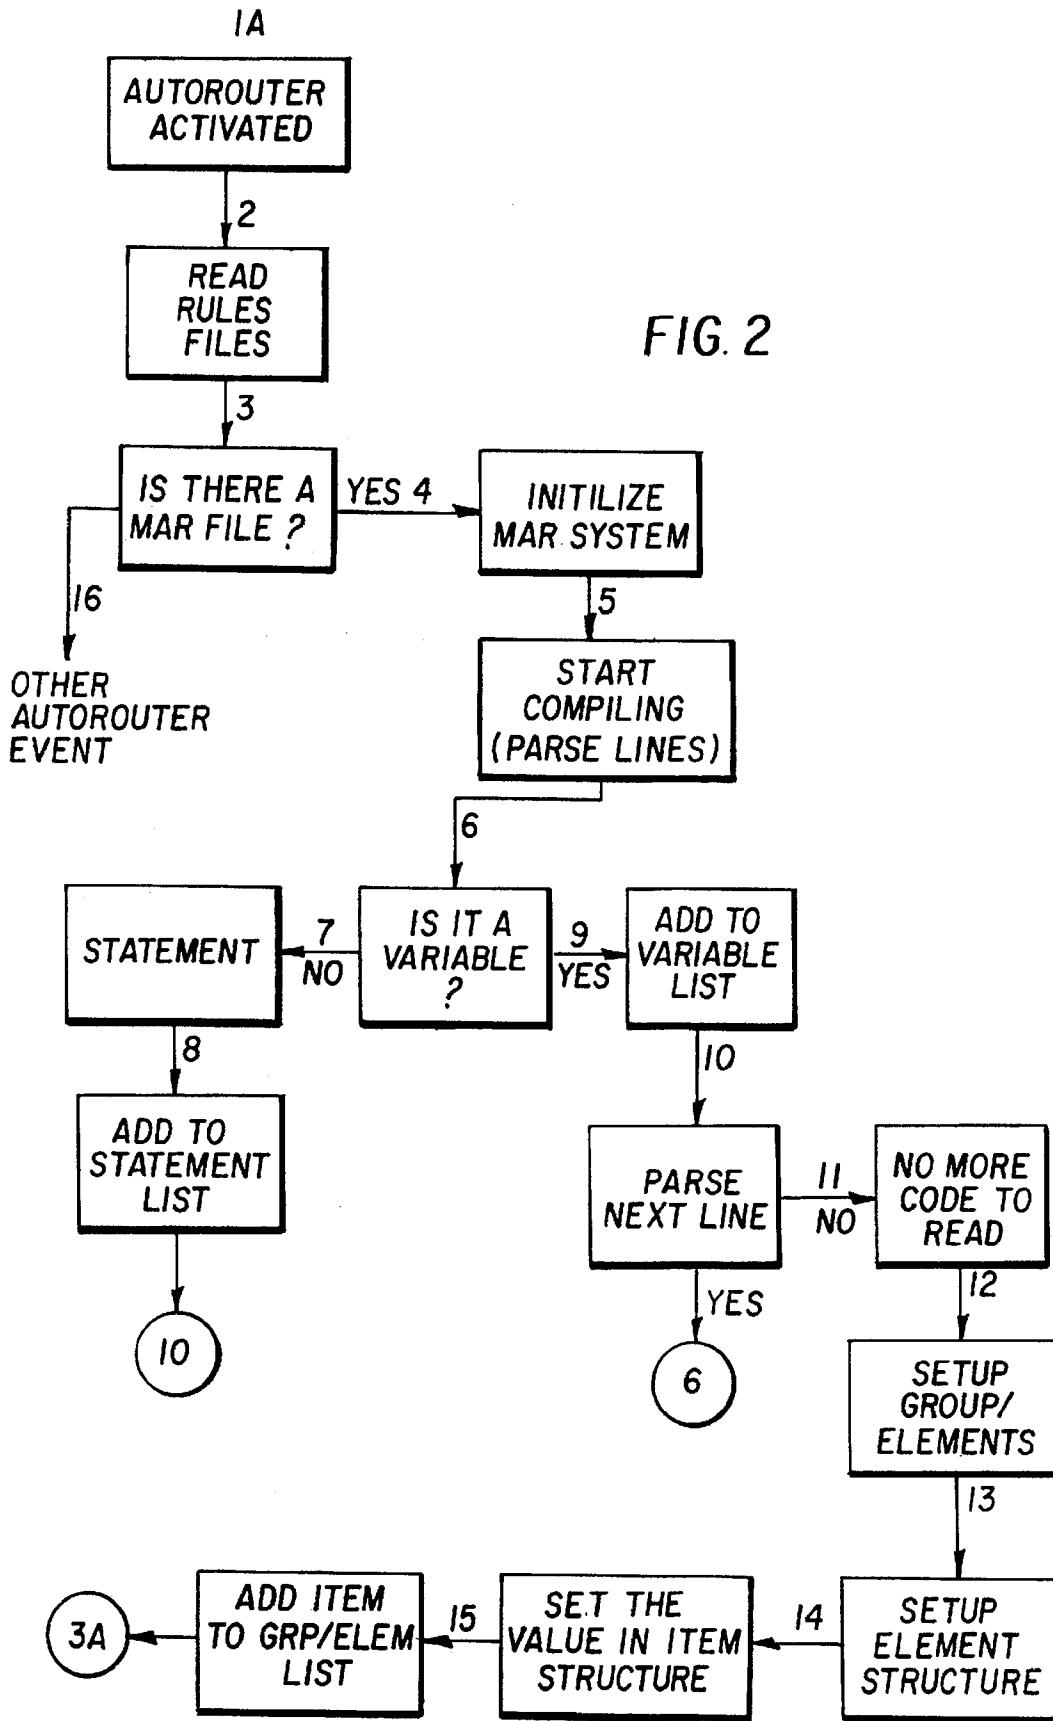 1A
AUTOROUTER
ACTIVATED
2
READ
RULES
FILES
FIG. 2
3
IS THERE A
MAR FILE ?
YES 4
INITILIZE
MAR SYSTEM
16
OTHER
AUTOROUTER
EVENT
5
START
COMPILING
(PARSE LINES)
6
STATEMENT
7
NO
IS IT A
VARIABLE
?
9
YES
ADD TO
VARIABLE
LIST
8
ADD TO
STATEMENT
LIST
10
10
PARSE
NEXT LINE
11
NO
NO MORE
CODE TO
READ
YES
6
12
SETUP
GROUP/
ELEMENTS
13
3A
ADD ITEM
TO GRP/ELEM
LIST
15
SET THE
VALUE IN ITEM
STRUCTURE
14
SETUP
ELEMENT
STRUCTURE